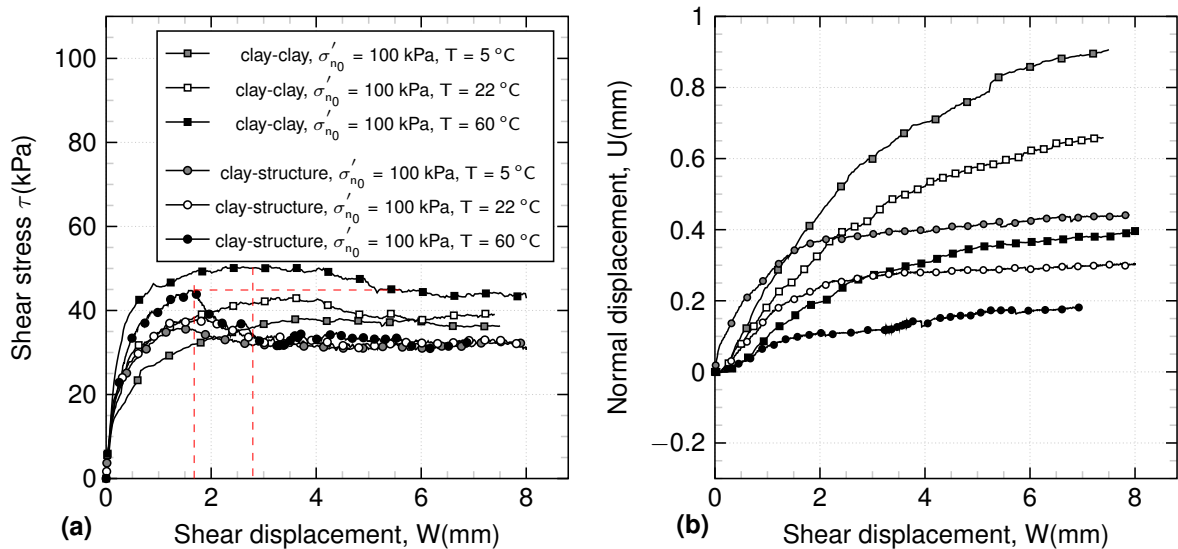 100
80
60
40
20
0
0
2
4
6
8
Shear stress τ(kPa)
Shear displacement, W(mm)
(a)
clay-clay, σ′n0 = 100 kPa, T = 5 °C
clay-clay, σ′n0 = 100 kPa, T = 22 °C
clay-clay, σ′n0 = 100 kPa, T = 60 °C
clay-structure, σ′n0 = 100 kPa, T = 5 °C
clay-structure, σ′n0 = 100 kPa, T = 22 °C
clay-structure, σ′n0 = 100 kPa, T = 60 °C
1
0.8
0.6
0.4
0.2
0
−0.2
0
2
4
6
8
Normal displacement, U(mm)
Shear displacement, W(mm)
(b)